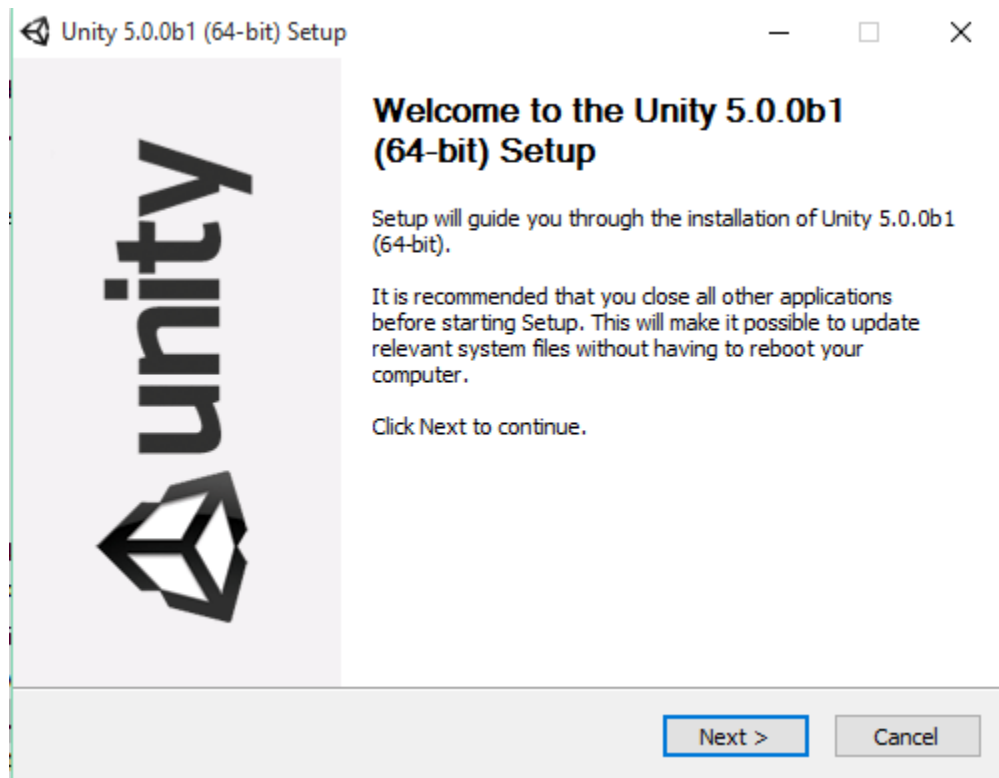 Unity 5.0.0b1 (64-bit) Setup
unity
Welcome to the Unity 5.0.0b1
(64-bit) Setup
Setup will guide you through the installation of Unity 5.0.0b1
(64-bit).
It is recommended that you close all other applications
before starting Setup. This will make it possible to update
relevant system files without having to reboot your
computer.
Click Next to continue.
Next >
Cancel